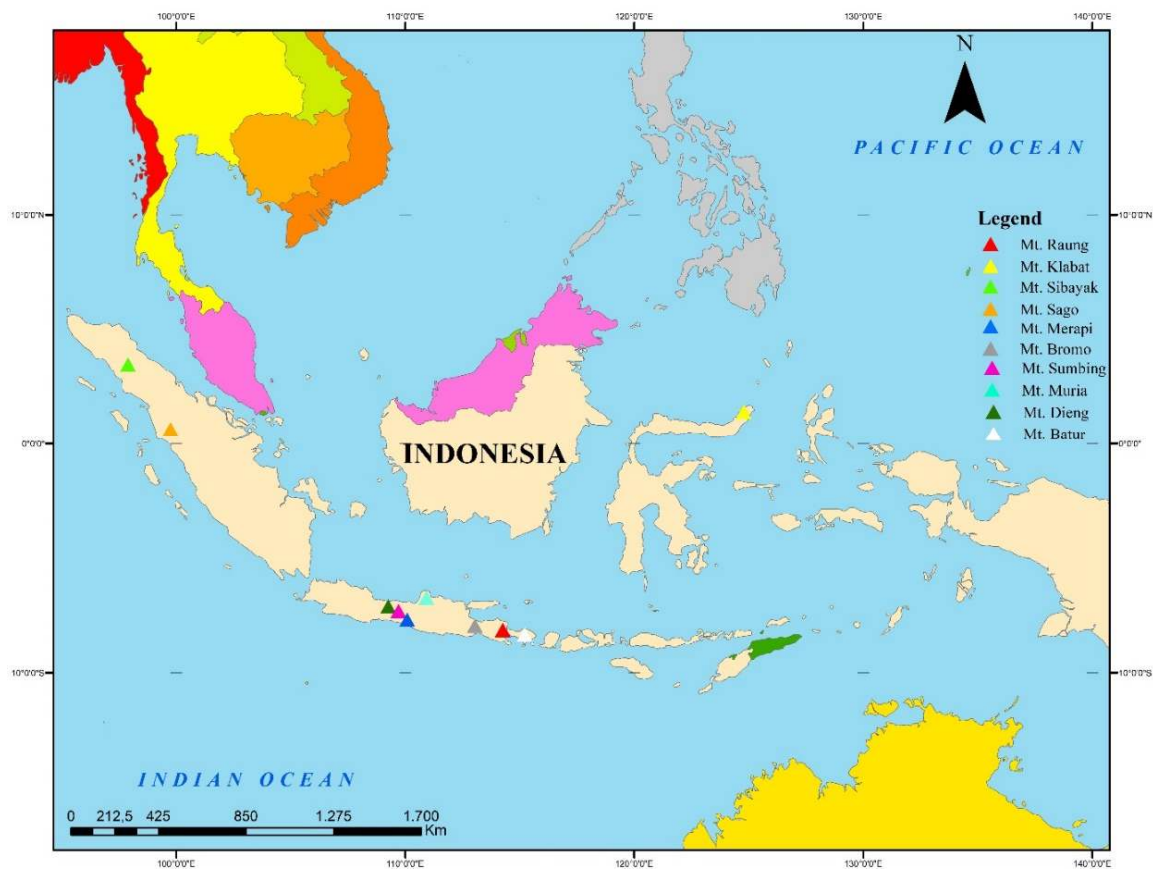 100°0'0"E 110°0'0"E 120°0'0"E 130°0'0"E 140°0'0"E
N
PACIFIC OCEAN
10°0'0"N 10°0'0"N
Legend
Mt. Raung
Mt. Klabat
Mt. Sibayak
Mt. Sago
Mt. Merapi
Mt. Bromo
Mt. Sumbing
Mt. Muria
Mt. Dieng
Mt. Batur
0°0'0" 0°0'0"
INDONESIA
10°0'0"S 10°0'0"S
INDIAN OCEAN
0 212,5 425 850 1.275 1.700
Km
100°0'0"E 110°0'0"E 120°0'0"E 130°0'0"E 140°0'0"E